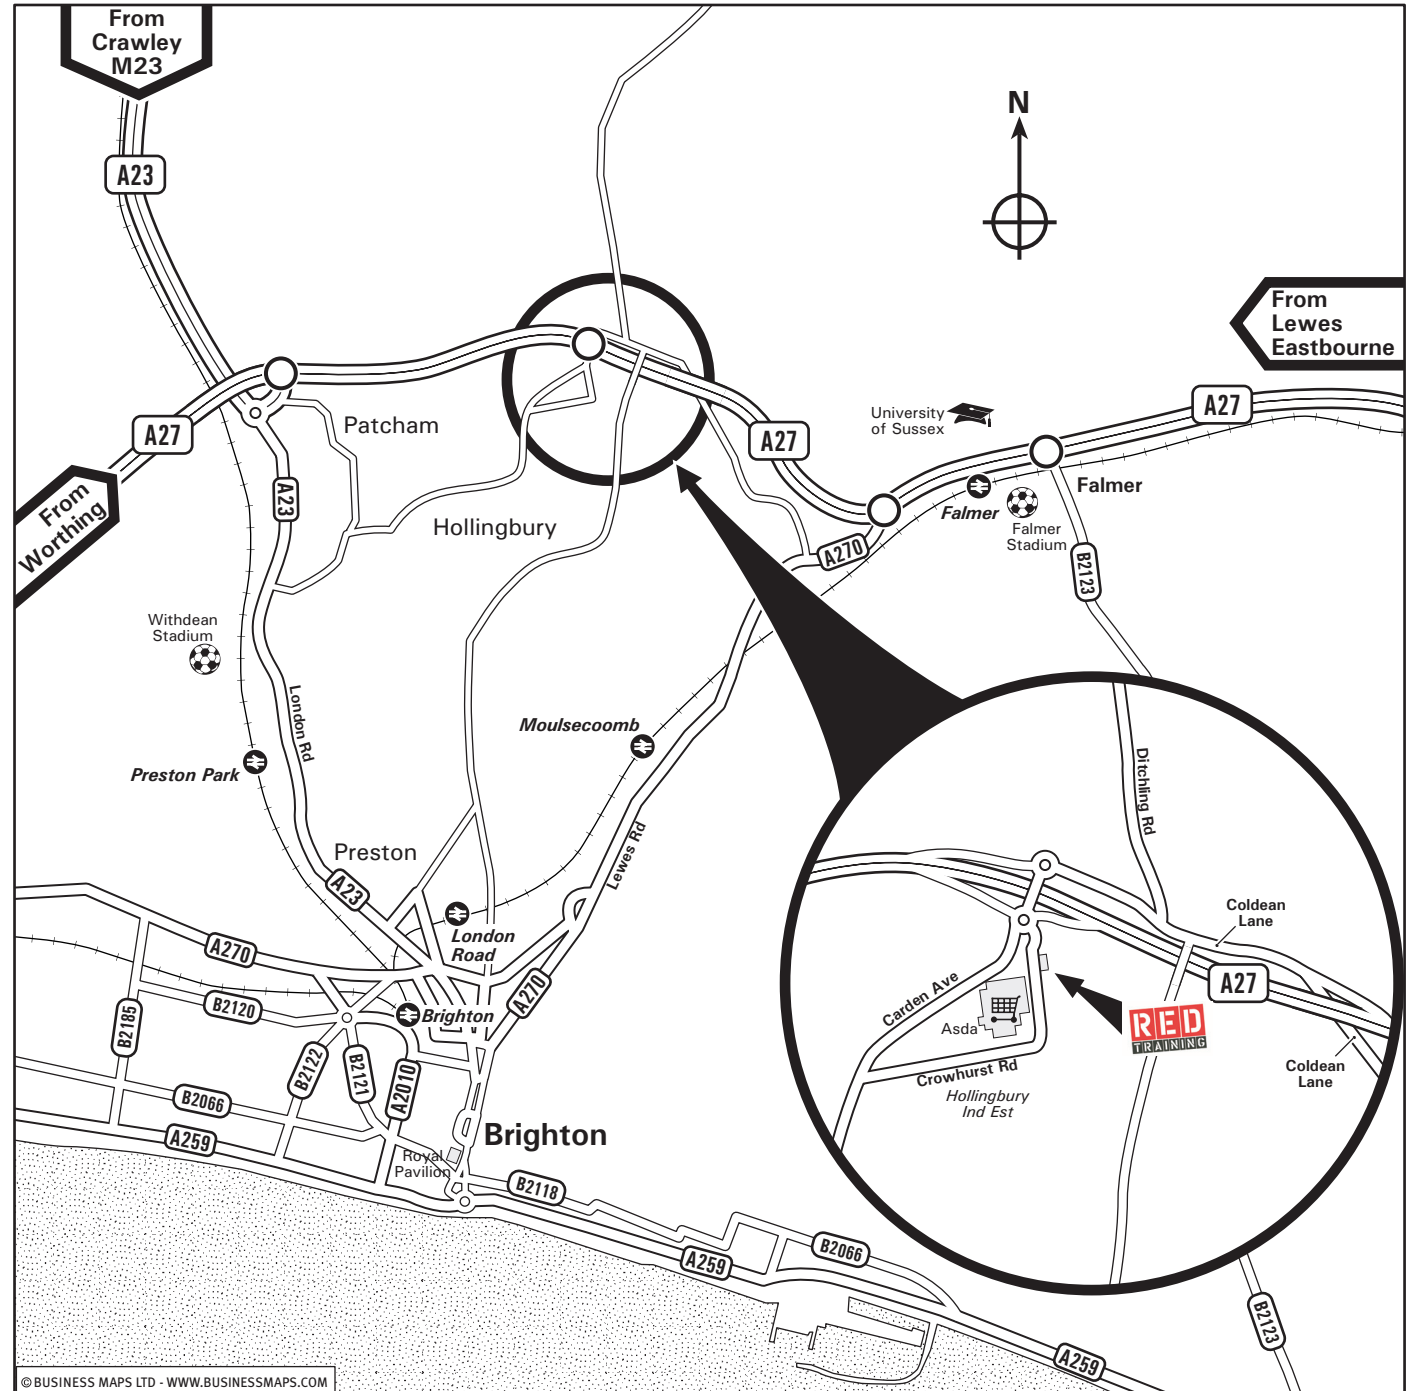 From
Crawley
M23
A23
N
From
Lewes
Eastbourne
A27
University
of Sussex
A27
Patcham
A27
From
Worthing
A23
Hollingbury
Falmer
Falmer
Falmer
Stadium
A270
B2123
Withdean
Stadium
London Rd
Moulsecoomb
Preston Park
Ditchling Rd
Preston
Lewes Rd
A23
London
Road
A270
Coldean
Lane
A27
Carden Ave
Asda
RED
TRAINING
Crowhurst Rd
Hollingbury
Ind Est
Coldean
Lane
A270
B2120
Brighton
B2185
B2122
B2121
A2010
B2066
A259
Brighton
Royal
Pavilion
B2118
A259
B2066
B2123
A259
© BUSINESS MAPS LTD - WWW.BUSINESSMAPS.COM